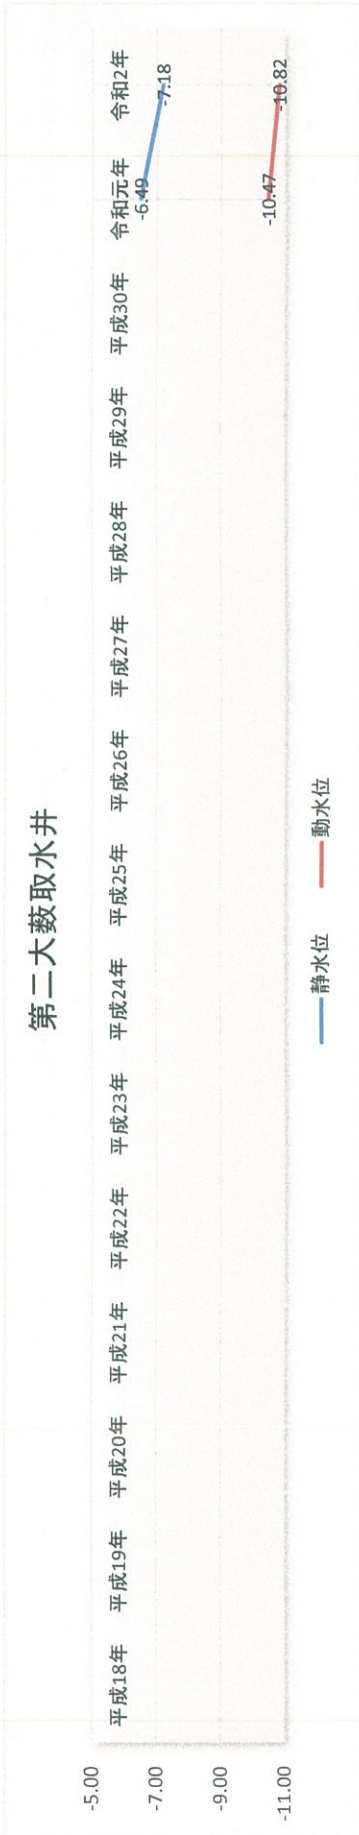 第二大薮取水井
平成18年 平成19年 平成20年 平成21年 平成22年 平成23年 平成24年 平成25年 平成26年 平成27年 平成28年 平成29年 平成30年 令和元年 令和2年
-5.00
-7.00
-9.00
-11.00
-6.49
-7.18
-10.47
-10.82
静水位 動水位